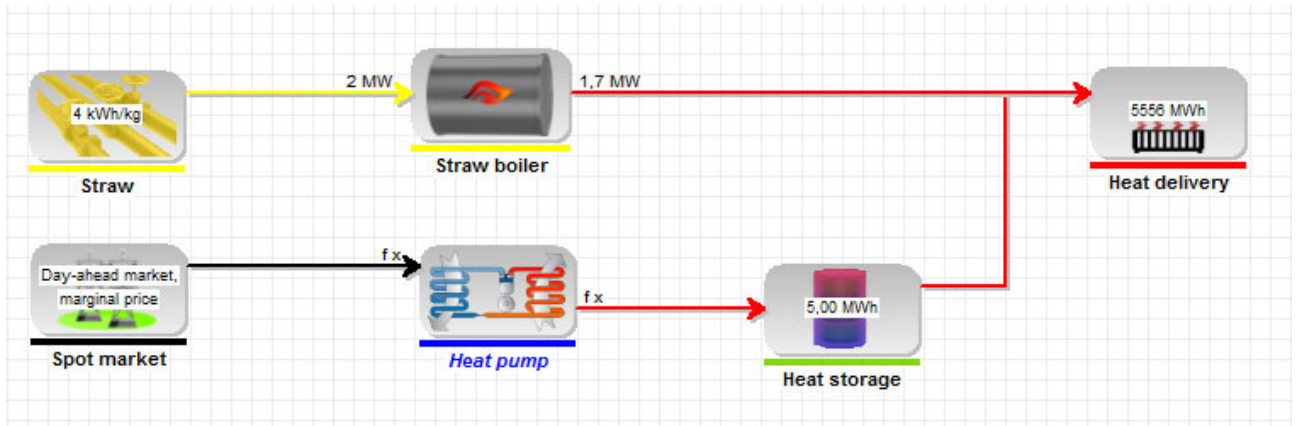 2 MW
1,7 MW
4 kWh/kg
5556 MWh
Straw
Straw boiler
Heat delivery
f x
Day-ahead market,
marginal price
f x
5,00 MWh
Spot market
Heat pump
Heat storage